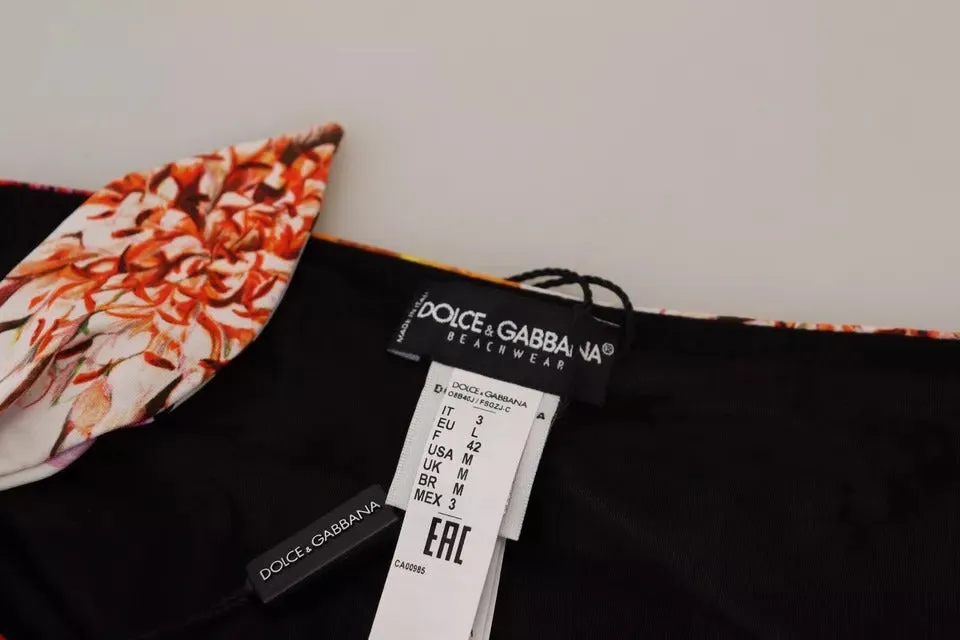 MADE IN ITALY
DOLCE & GABBANA®
BEACHWEAR
DOLCE & GABBANA
O8B40J / FSGZJ-C
IT 3
EU L
F 42
USA M
UK M
BR M
MEX 3
EAC
CA00985
DOLCE & GABBANA